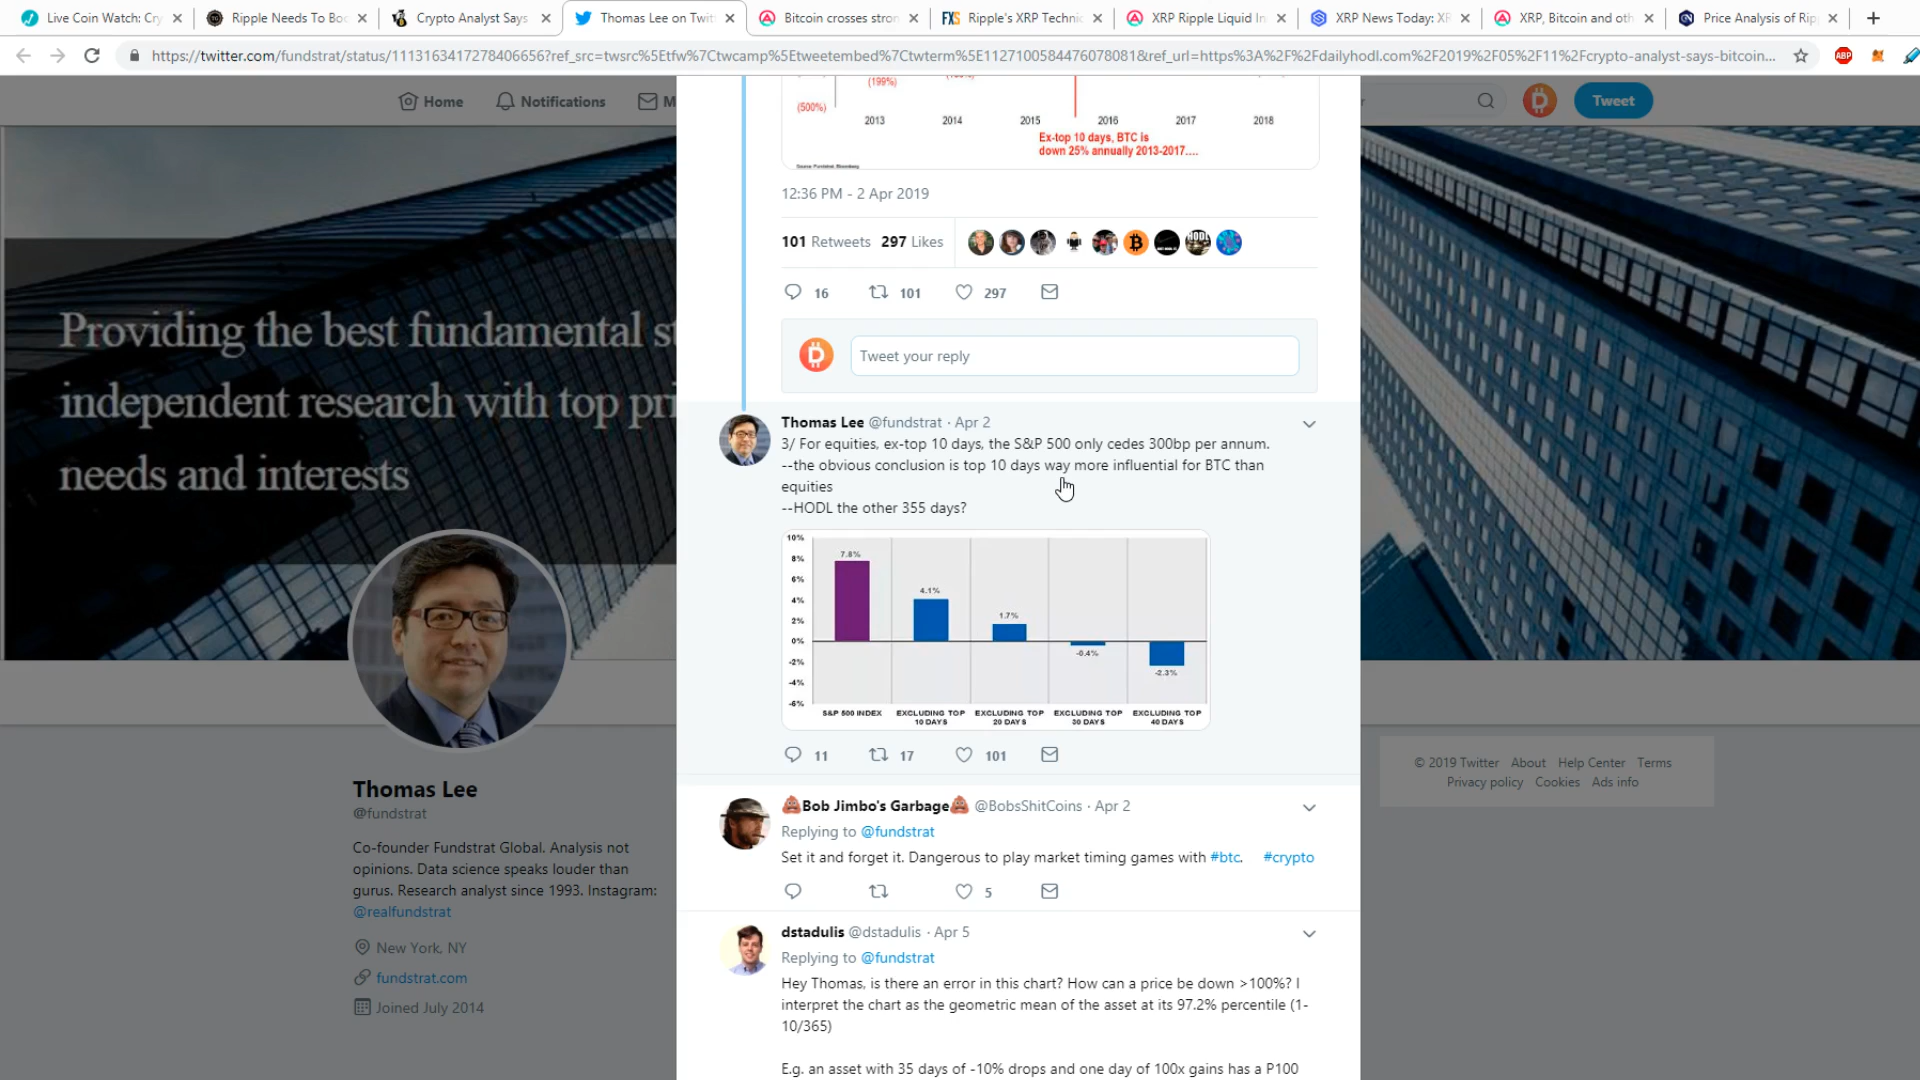 Live Coin Watch: Cry
Ripple Needs To Boo
Crypto Analyst Says
Thomas Lee on Twitt
Bitcoin crosses stron
Ripple's XRP Technic
XRP Ripple Liquid In
XRP News Today: XR
XRP, Bitcoin and oth
Price Analysis of Rip
https://twitter.com/fundstrat/status/1113163417278406656?ref_src=twsrc%5Etfw%7Ctwcamp%5Etweetembed%7Ctwterm%5E1127100584476078081&ref_url=https%3A%2F%2Fdailyhodl.com%2F2019%2F05%2F11%2Fcrypto-analyst-says-bitcoin...
ABP
Home
Notifications
M
Tweet
Providing the best fundamental st
independent research with top pri
needs and interests
Thomas Lee
@fundstrat
Co-founder Fundstrat Global. Analysis not
opinions. Data science speaks louder than
gurus. Research analyst since 1993. Instagram:
@realfundstrat
New York, NY
fundstrat.com
Joined July 2014
(199%)
(500%)
2013 2014 2015 2016 2017 2018
Ex-top 10 days, BTC is
down 25% annually 2013-2017....
Source: Fundstrat, Bloomberg
12:36 PM - 2 Apr 2019
101 Retweets 297 Likes
HODL
16 101 297
Tweet your reply
Thomas Lee @fundstrat · Apr 2
3/ For equities, ex-top 10 days, the S&P 500 only cedes 300bp per annum.
--the obvious conclusion is top 10 days way more influential for BTC than
equities
--HODL the other 355 days?
10%
8%
6%
4%
2%
0%
-2%
-4%
-6%
7.8%
4.1%
1.7%
-0.4%
-2.3%
S&P 500 INDEX
EXCLUDING TOP
10 DAYS
EXCLUDING TOP
20 DAYS
EXCLUDING TOP
30 DAYS
EXCLUDING TOP
40 DAYS
11 17 101
💩Bob Jimbo's Garbage💩 @BobsShitCoins · Apr 2
Replying to @fundstrat
Set it and forget it. Dangerous to play market timing games with #btc. #crypto
5
dstadulis @dstadulis · Apr 5
Replying to @fundstrat
Hey Thomas, is there an error in this chart? How can a price be down >100%? I
interpret the chart as the geometric mean of the asset at its 97.2% percentile (1-
10/365)
E.g. an asset with 35 days of -10% drops and one day of 100x gains has a P100
© 2019 Twitter About Help Center Terms
Privacy policy Cookies Ads info